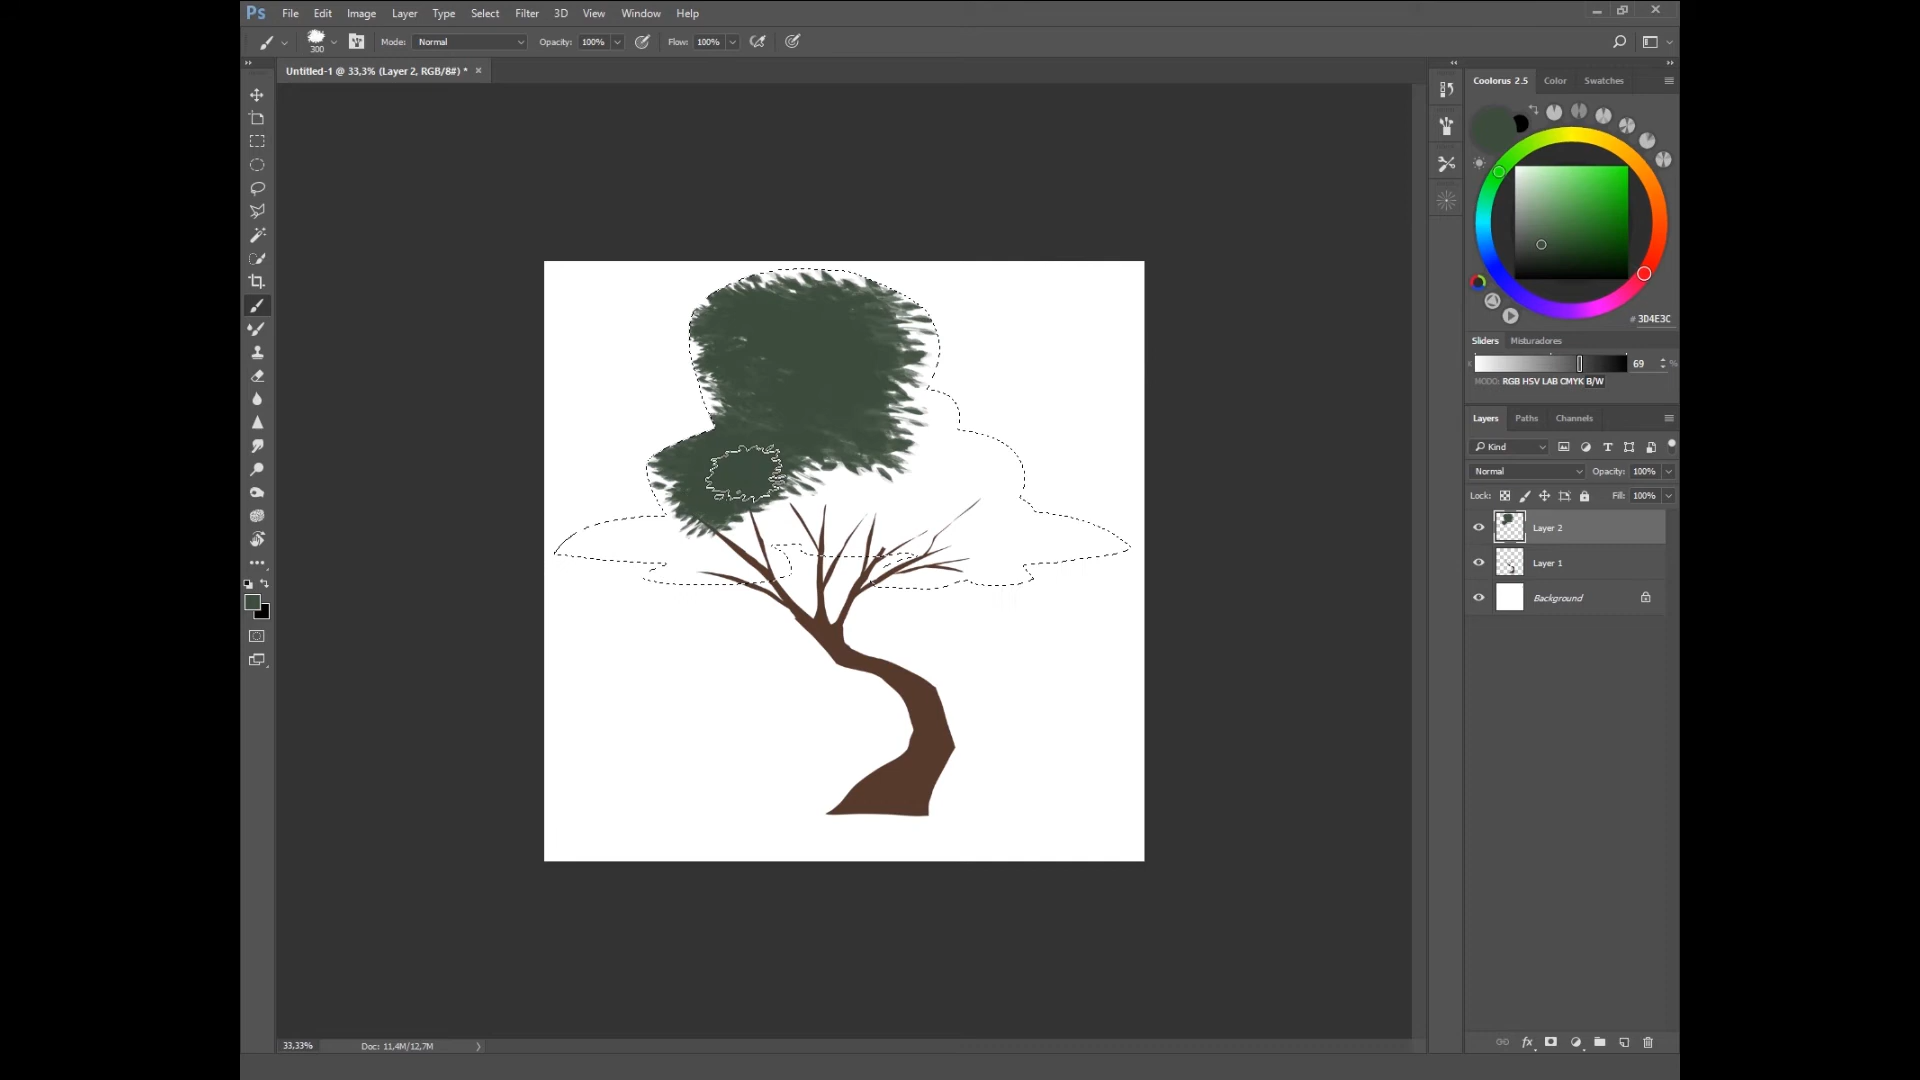 Ps File Edit Image Layer Type Select Filter 3D View Window Help
300 Mode: Normal Opacity: 100% Flow: 100%
Untitled-1 @ 33,3% (Layer 2, RGB/8#) *
Coolorus 2.5 Color Swatches
# 3D4E3C
Sliders Misturadores
K 69 %
MODO: RGB HSV LAB CMYK B/W
Layers Paths Channels
Kind
Normal Opacity: 100%
Lock: Fill: 100%
Layer 2
Layer 1
Background
33,33% Doc: 11,4M/12,7M